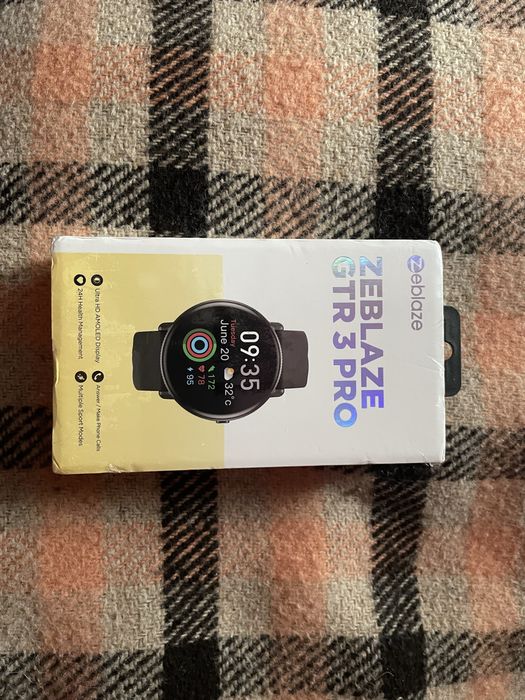 Zeblaze
ZEBLAZE
GTR 3 PRO
09:35
Tuesday
June 20
32°c
172
78
95
Ultra HD AMOLED Display
Answer / Make Phone Calls
24H Health Management
Multiple Sport Modes